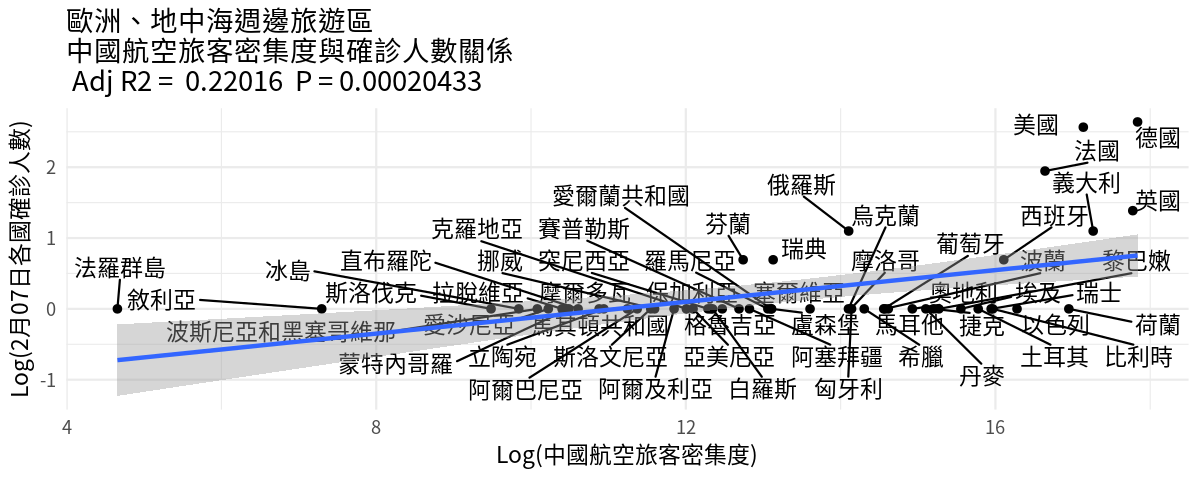 歐洲、地中海週邊旅遊區
中國航空旅客密集度與確診人數關係
Adj R2 = 0.22016 P = 0.00020433
Log(2月07日各國確診人數)
2
1
0
-1
美國
德國
法國
義大利
英國
愛爾蘭共和國
俄羅斯
烏克蘭
西班牙
克羅地亞
賽普勒斯
芬蘭
葡萄牙
瑞典
法羅群島
冰島
直布羅陀
挪威
突尼西亞
羅馬尼亞
摩洛哥
波蘭
黎巴嫩
敘利亞
斯洛伐克
拉脫維亞
摩爾多瓦
保加利亞
塞爾維亞
奧地利
埃及
瑞士
波斯尼亞和黑塞哥維那
愛沙尼亞
馬其頓共和國
格魯吉亞
盧森堡
馬耳他
捷克
以色列
荷蘭
蒙特內哥羅
立陶宛
斯洛文尼亞
亞美尼亞
阿塞拜疆
希臘
土耳其
比利時
阿爾巴尼亞
阿爾及利亞
白羅斯
匈牙利
丹麥
4
8
12
16
Log(中國航空旅客密集度)